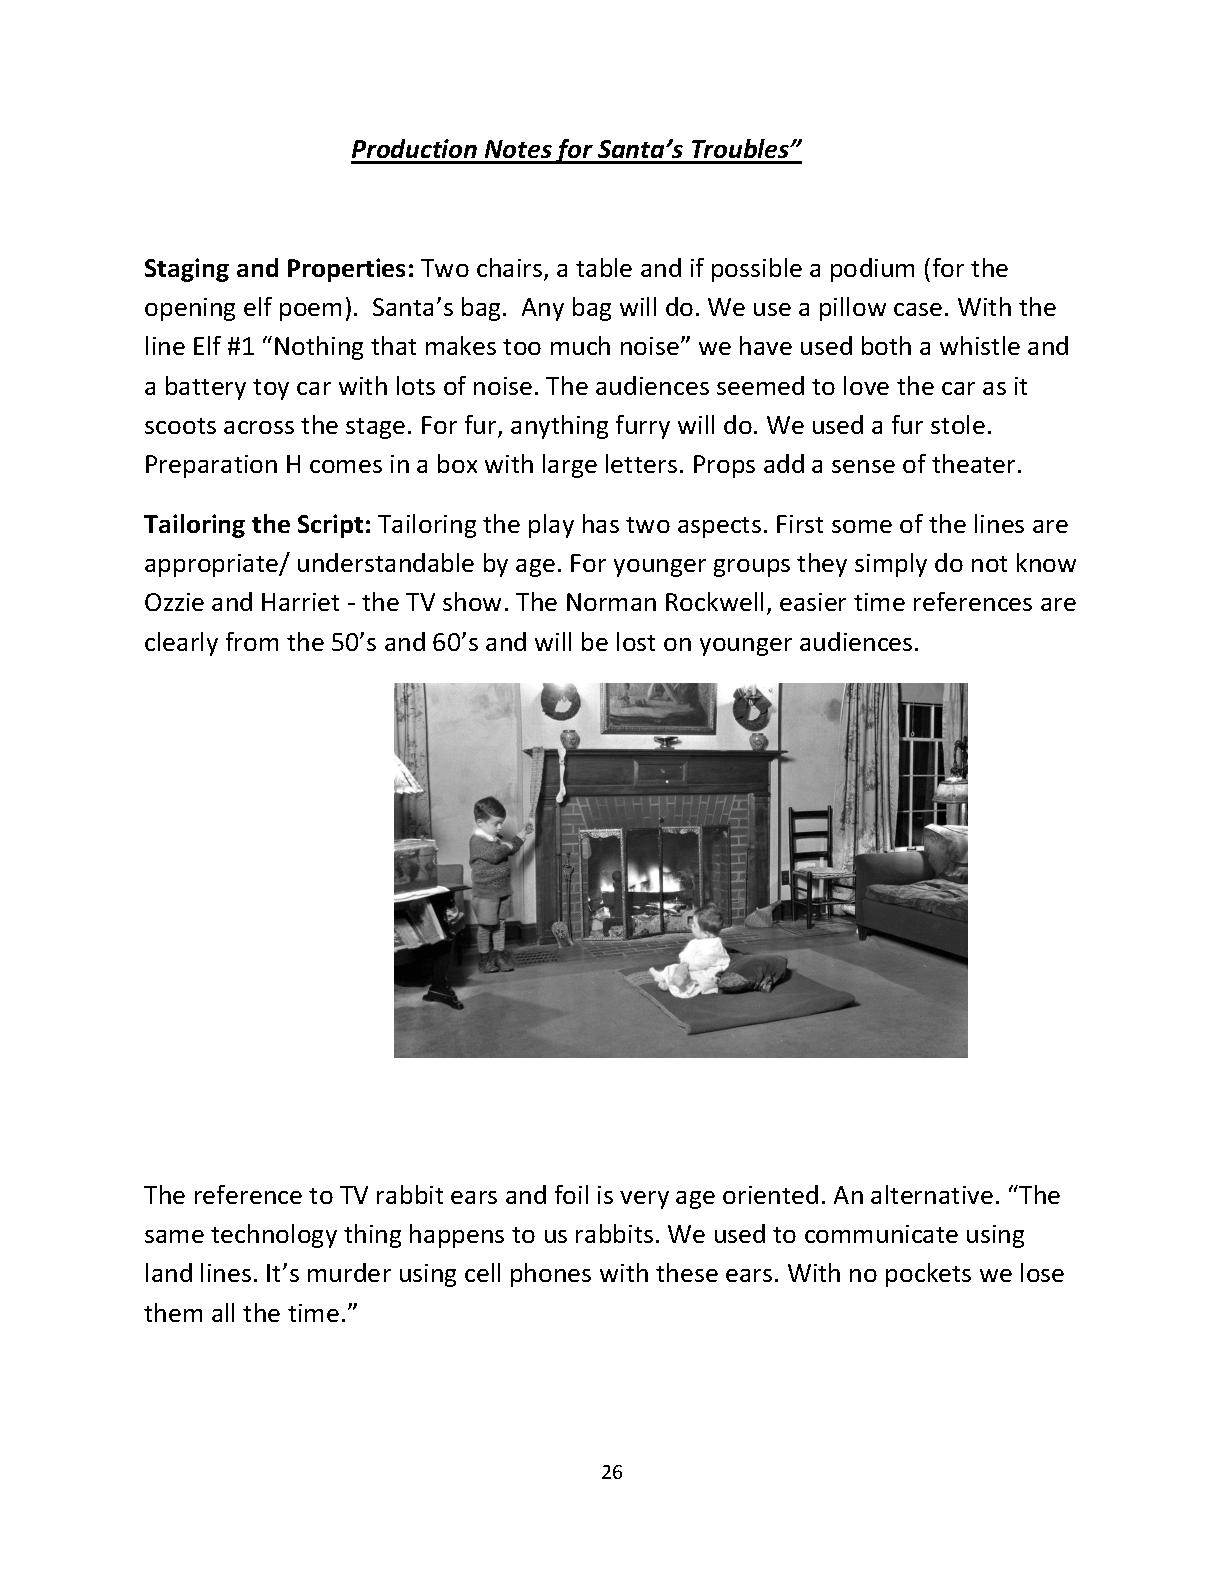 Production Notes for Santa’s Troubles”
Staging and Properties: Two chairs, a table and if possible a podium (for the
opening elf poem).  Santa’s bag.  Any bag will do. We use a pillow case. With the
line Elf #1 “Nothing that makes too much noise” we have used both a whistle and
a battery toy car with lots of noise. The audiences seemed to love the car as it
scoots across the stage. For fur, anything furry will do. We used a fur stole.
Preparation H comes in a box with large letters. Props add a sense of theater.
Tailoring the Script: Tailoring the play has two aspects. First some of the lines are
appropriate/ understandable by age. For younger groups they simply do not know
Ozzie and Harriet - the TV show. The Norman Rockwell, easier time references are
clearly from the 50’s and 60’s and will be lost on younger audiences.
The reference to TV rabbit ears and foil is very age oriented. An alternative. “The
same technology thing happens to us rabbits. We used to communicate using
land lines. It’s murder using cell phones with these ears. With no pockets we lose
them all the time.”
26